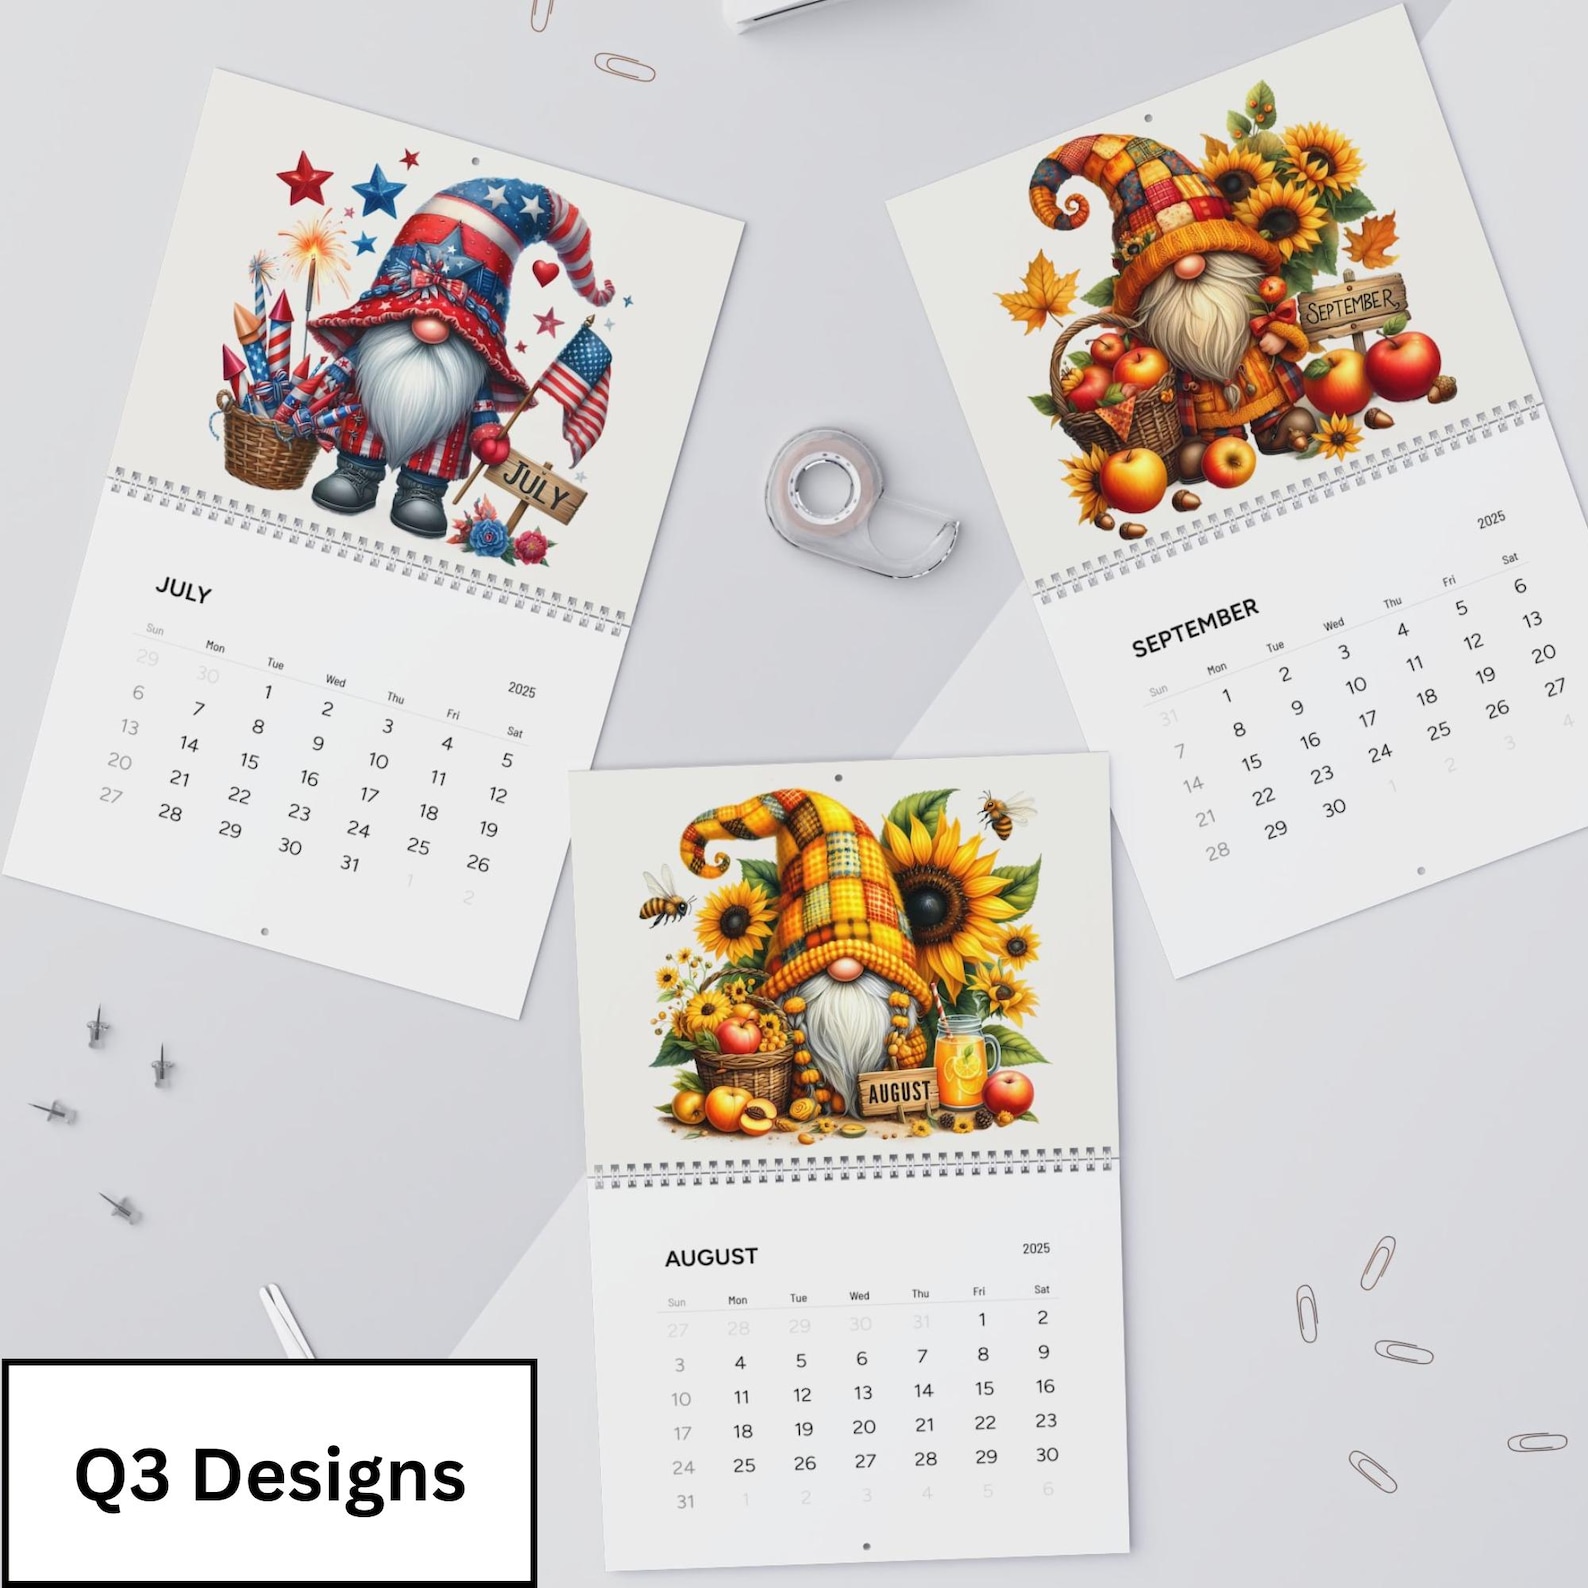 JULY
JULY
2025
Sun Mon Tue Wed Thu Fri Sat
29 30 1 2 3 4 5
6 7 8 9 10 11 12
13 14 15 16 17 18 19
20 21 22 23 24 25 26
27 28 29 30 31 1 2
SEPTEMBER
SEPTEMBER
2025
Sun Mon Tue Wed Thu Fri Sat
31 1 2 3 4 5 6
7 8 9 10 11 12 13
14 15 16 17 18 19 20
21 22 23 24 25 26 27
28 29 30 1 2 3 4
AUGUST
AUGUST
2025
Sun Mon Tue Wed Thu Fri Sat
27 28 29 30 31 1 2
3 4 5 6 7 8 9
10 11 12 13 14 15 16
17 18 19 20 21 22 23
24 25 26 27 28 29 30
31 1 2 3 4 5 6
Q3 Designs